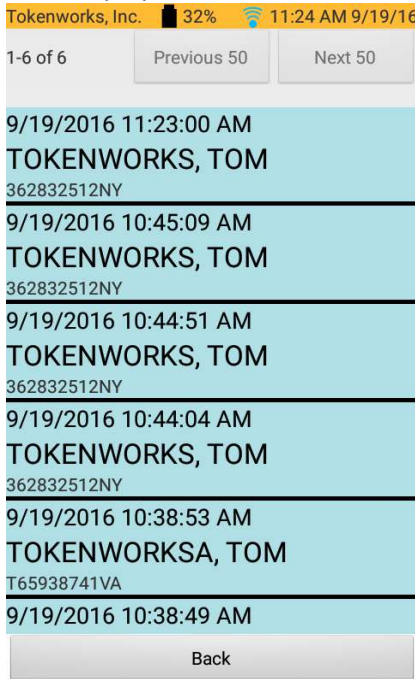 Tokenworks, Inc. 32% 11:24 AM 9/19/16
1-6 of 6 Previous 50 Next 50
9/19/2016 11:23:00 AM
TOKENWORKS, TOM
362832512NY
9/19/2016 10:45:09 AM
TOKENWORKS, TOM
362832512NY
9/19/2016 10:44:51 AM
TOKENWORKS, TOM
362832512NY
9/19/2016 10:44:04 AM
TOKENWORKS, TOM
362832512NY
9/19/2016 10:38:53 AM
TOKENWORKSA, TOM
T65938741VA
9/19/2016 10:38:49 AM
Back